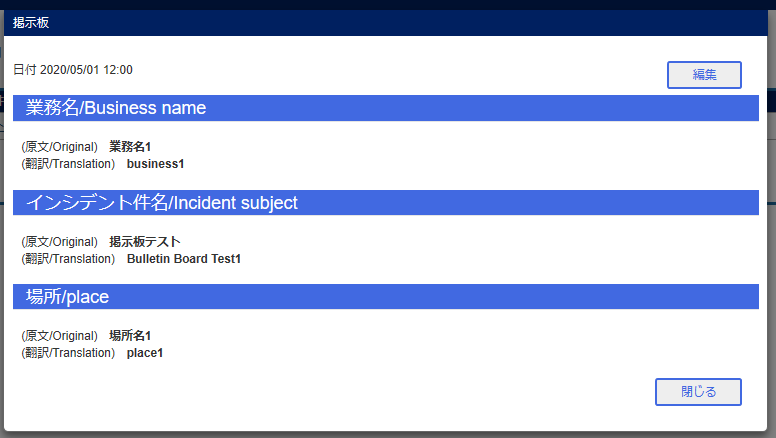 掲示板
日付 2020/05/01 12:00
編集
業務名/Business name
(原文/Original) 業務名1
(翻訳/Translation) business1
インシデント件名/Incident subject
(原文/Original) 掲示板テスト
(翻訳/Translation) Bulletin Board Test1
場所/place
(原文/Original) 場所名1
(翻訳/Translation) place1
閉じる